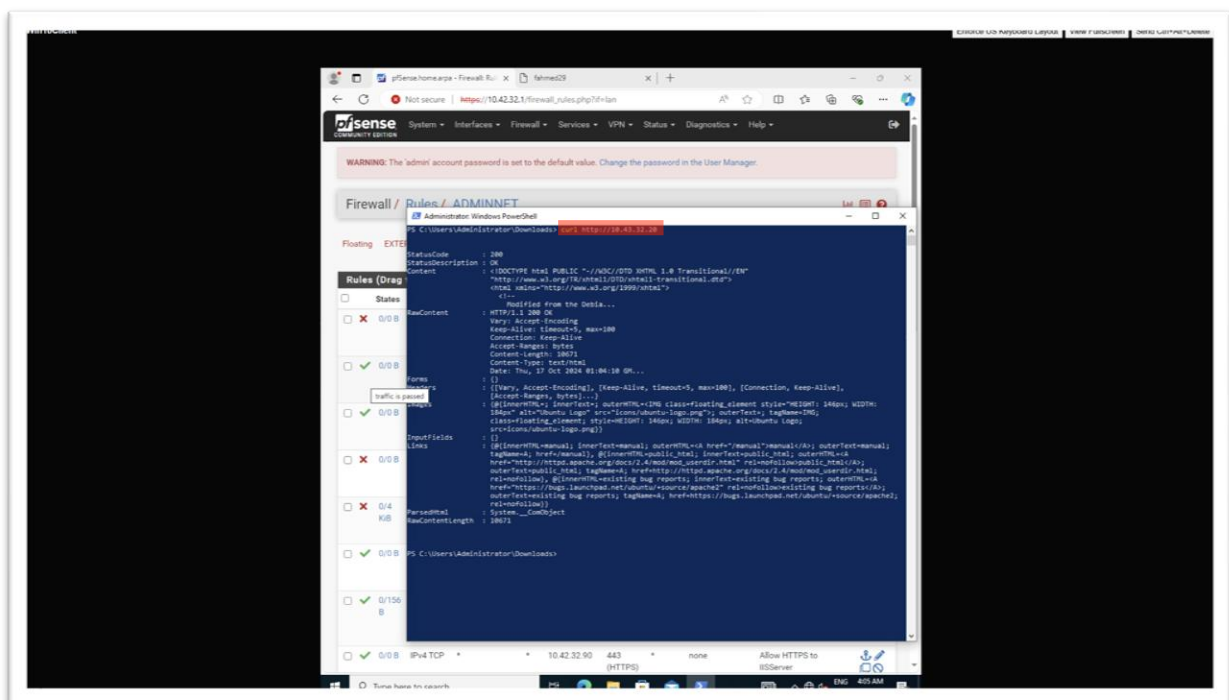 Win10Client
Enforce US Keyboard Layout View Fullscreen Send Ctrl+Alt+Delete
pfSense.home.arpa - Firewall: Ru fahmed29
Not secure https://10.42.32.1/firewall_rules.php?if=lan
pfsense System Interfaces Firewall Services VPN Status Diagnostics Help
COMMUNITY EDITION
WARNING: The 'admin' account password is set to the default value. Change the password in the User Manager.
Firewall / Rules / ADMINNET
Administrator: Windows PowerShell
PS C:\Users\Administrator\Downloads> curl http://10.43.32.20
Floating EXTE
StatusCode : 200
StatusDescription : OK
Content : <!DOCTYPE html PUBLIC "-//W3C//DTD XHTML 1.0 Transitional//EN"
"http://www.w3.org/TR/xhtml1/DTD/xhtml1-transitional.dtd">
<html xmlns="http://www.w3.org/1999/xhtml">
<!--
Modified from the Debia...
RawContent : HTTP/1.1 200 OK
Vary: Accept-Encoding
Keep-Alive: timeout=5, max=100
Connection: Keep-Alive
Accept-Ranges: bytes
Content-Length: 10671
Content-Type: text/html
Date: Thu, 17 Oct 2024 01:04:10 GM...
Forms : {}
Headers : {[Vary, Accept-Encoding], [Keep-Alive, timeout=5, max=100], [Connection, Keep-Alive],
[Accept-Ranges, bytes]...}
Images : {@{innerHTML=; innerText=; outerHTML=<IMG class=floating_element style="HEIGHT: 146px; WIDTH:
184px" alt="Ubuntu Logo" src="icons/ubuntu-logo.png">; outerText=; tagName=IMG;
class=floating_element; style=HEIGHT: 146px; WIDTH: 184px; alt=Ubuntu Logo;
src=icons/ubuntu-logo.png}}
InputFields : {}
Links : {@{innerHTML=manual; innerText=manual; outerHTML=<A href="/manual">manual</A>; outerText=manual;
tagName=A; href=/manual}, @{innerHTML=public_html; innerText=public_html; outerHTML=<A
href="http://httpd.apache.org/docs/2.4/mod/mod_userdir.html" rel=nofollow>public_html</A>;
outerText=public_html; tagName=A; href=http://httpd.apache.org/docs/2.4/mod/mod_userdir.html;
rel=nofollow}, @{innerHTML=existing bug reports; innerText=existing bug reports; outerHTML=<A
href="https://bugs.launchpad.net/ubuntu/+source/apache2" rel=nofollow>existing bug reports</A>;
outerText=existing bug reports; tagName=A; href=https://bugs.launchpad.net/ubuntu/+source/apache2;
rel=nofollow}}
ParsedHtml : System.__ComObject
RawContentLength : 10671
PS C:\Users\Administrator\Downloads>
Rules (Drag
States
0/0 B
0/0 B
traffic is passed
0/0 B
0/0 B
0/4
KiB
0/0 B
0/156
B
0/0 B IPv4 TCP * * 10.42.32.90 443 * none Allow HTTPS to
(HTTPS) IISServer
Type here to search ENG 4:05 AM